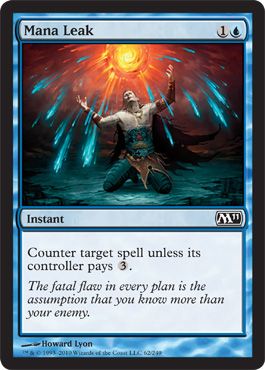 Mana Leak 1
Instant M11
Counter target spell unless its
controller pays 3.
The fatal flaw in every plan is the
assumption that you know more than
your enemy.
Howard Lyon
™ & © 1993–2010 Wizards of the Coast LLC 62/249